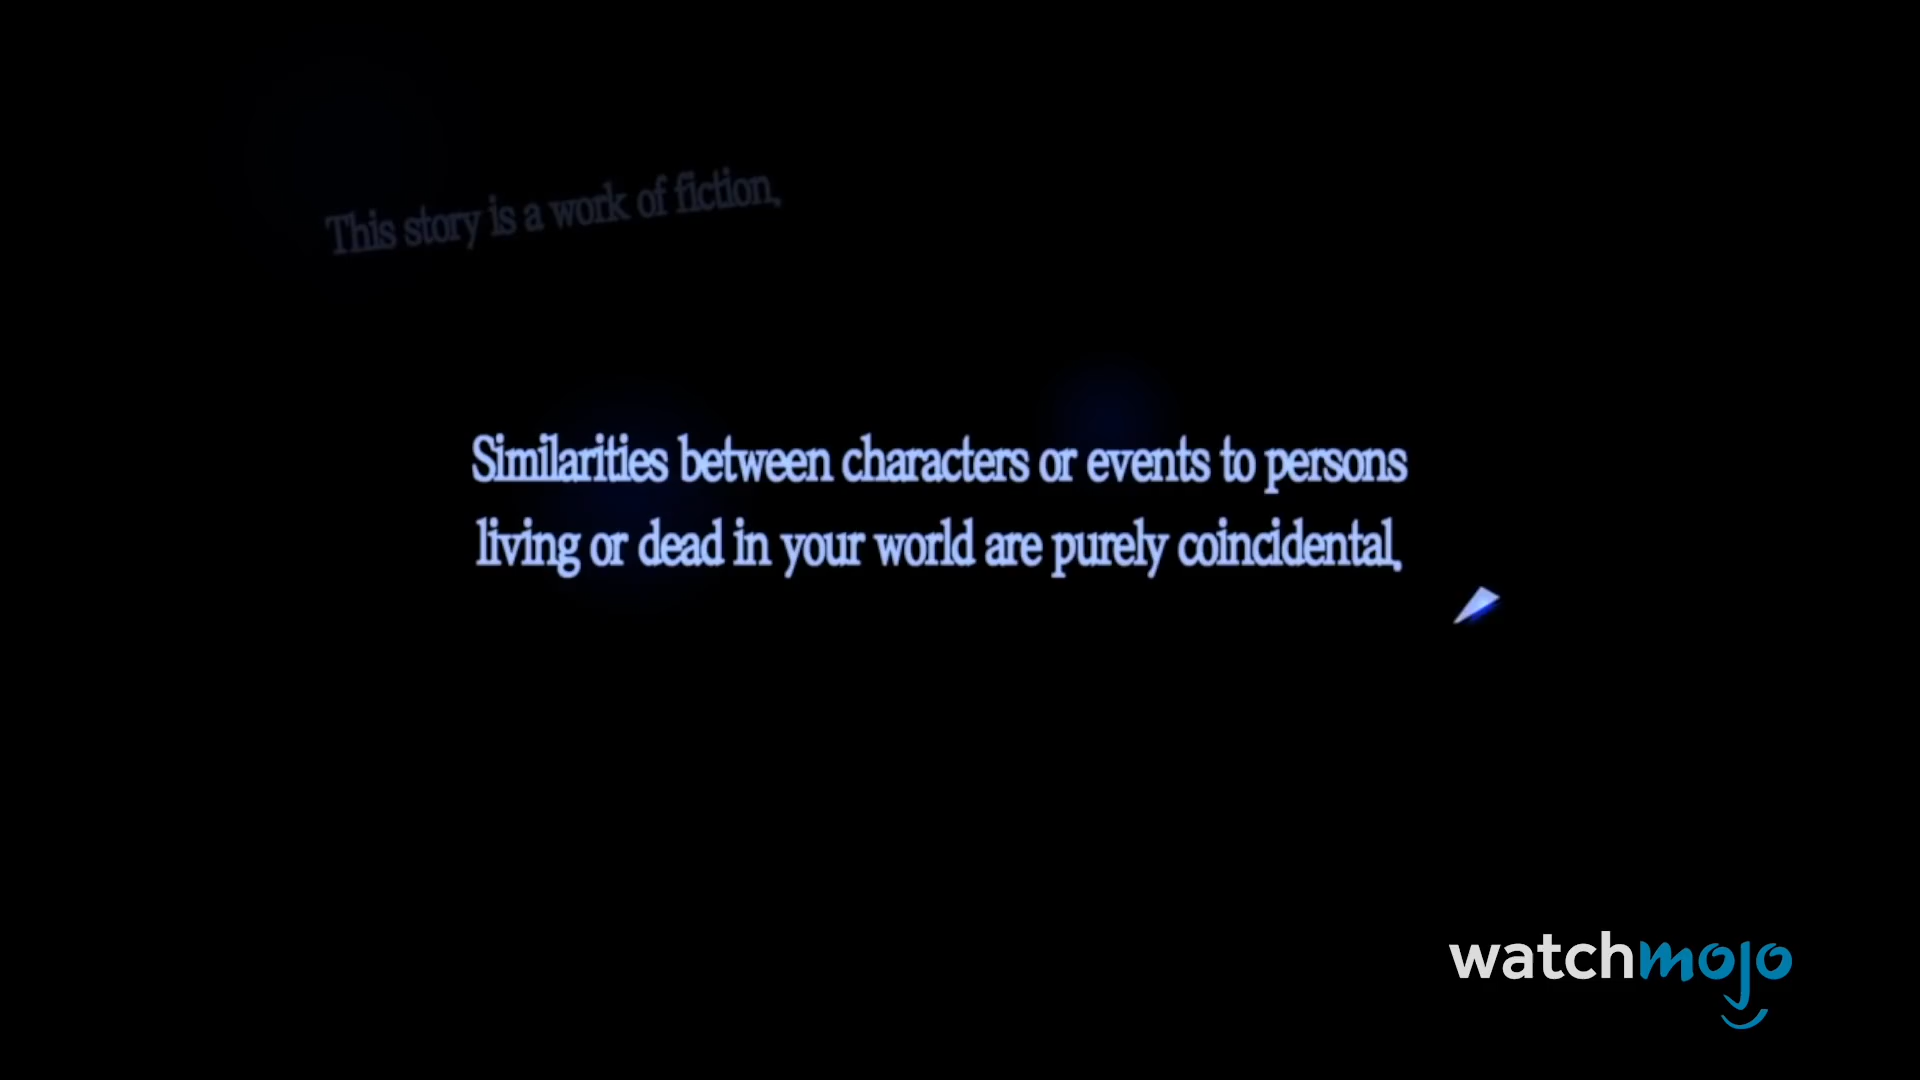 This story is a work of fiction.
Similarities between characters or events to persons
living or dead in your world are purely coincidental.
watchmojo